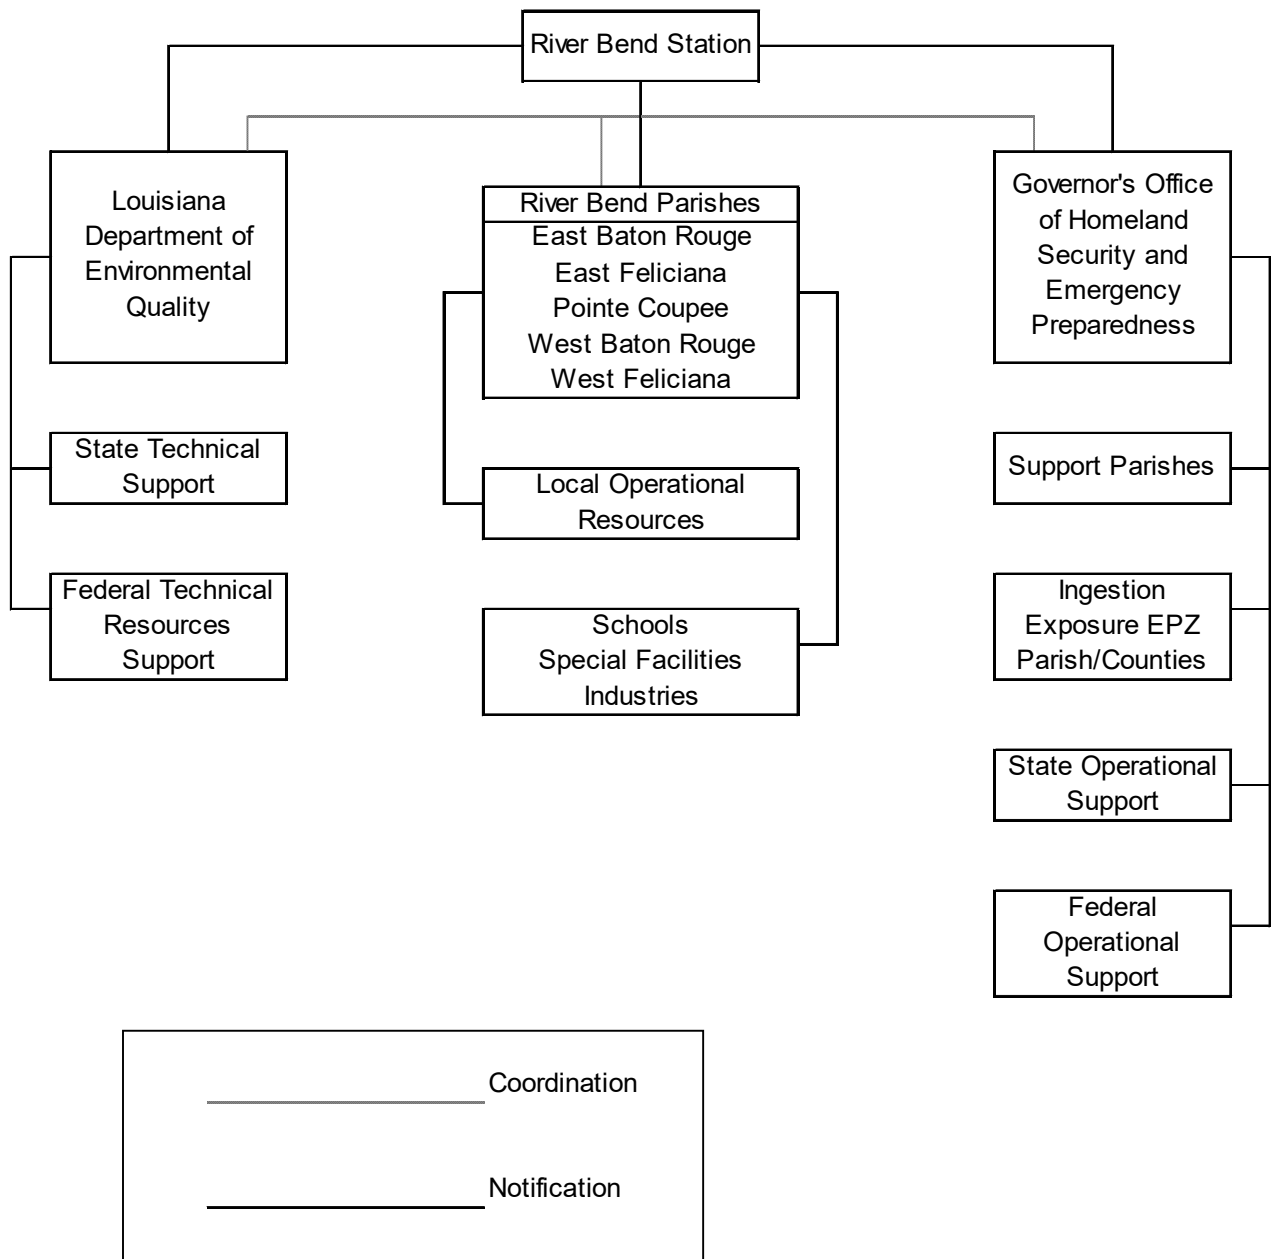 River Bend Station
Louisiana
Department of
Environmental
Quality
River Bend Parishes
East Baton Rouge
East Feliciana
Pointe Coupee
West Baton Rouge
West Feliciana
Governor's Office
of Homeland
Security and
Emergency
Preparedness
State Technical
Support
Local Operational
Resources
Support Parishes
Federal Technical
Resources
Support
Schools
Special Facilities
Industries
Ingestion
Exposure EPZ
Parish/Counties
State Operational
Support
Federal
Operational
Support
Coordination
Notification